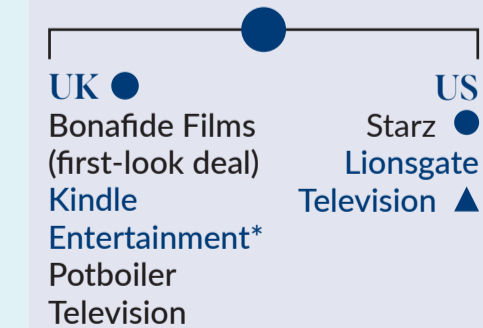 UK
Bonafide Films
(first-look deal)
Kindle
Entertainment*
Potboiler
Television
US
Starz
Lionsgate
Television